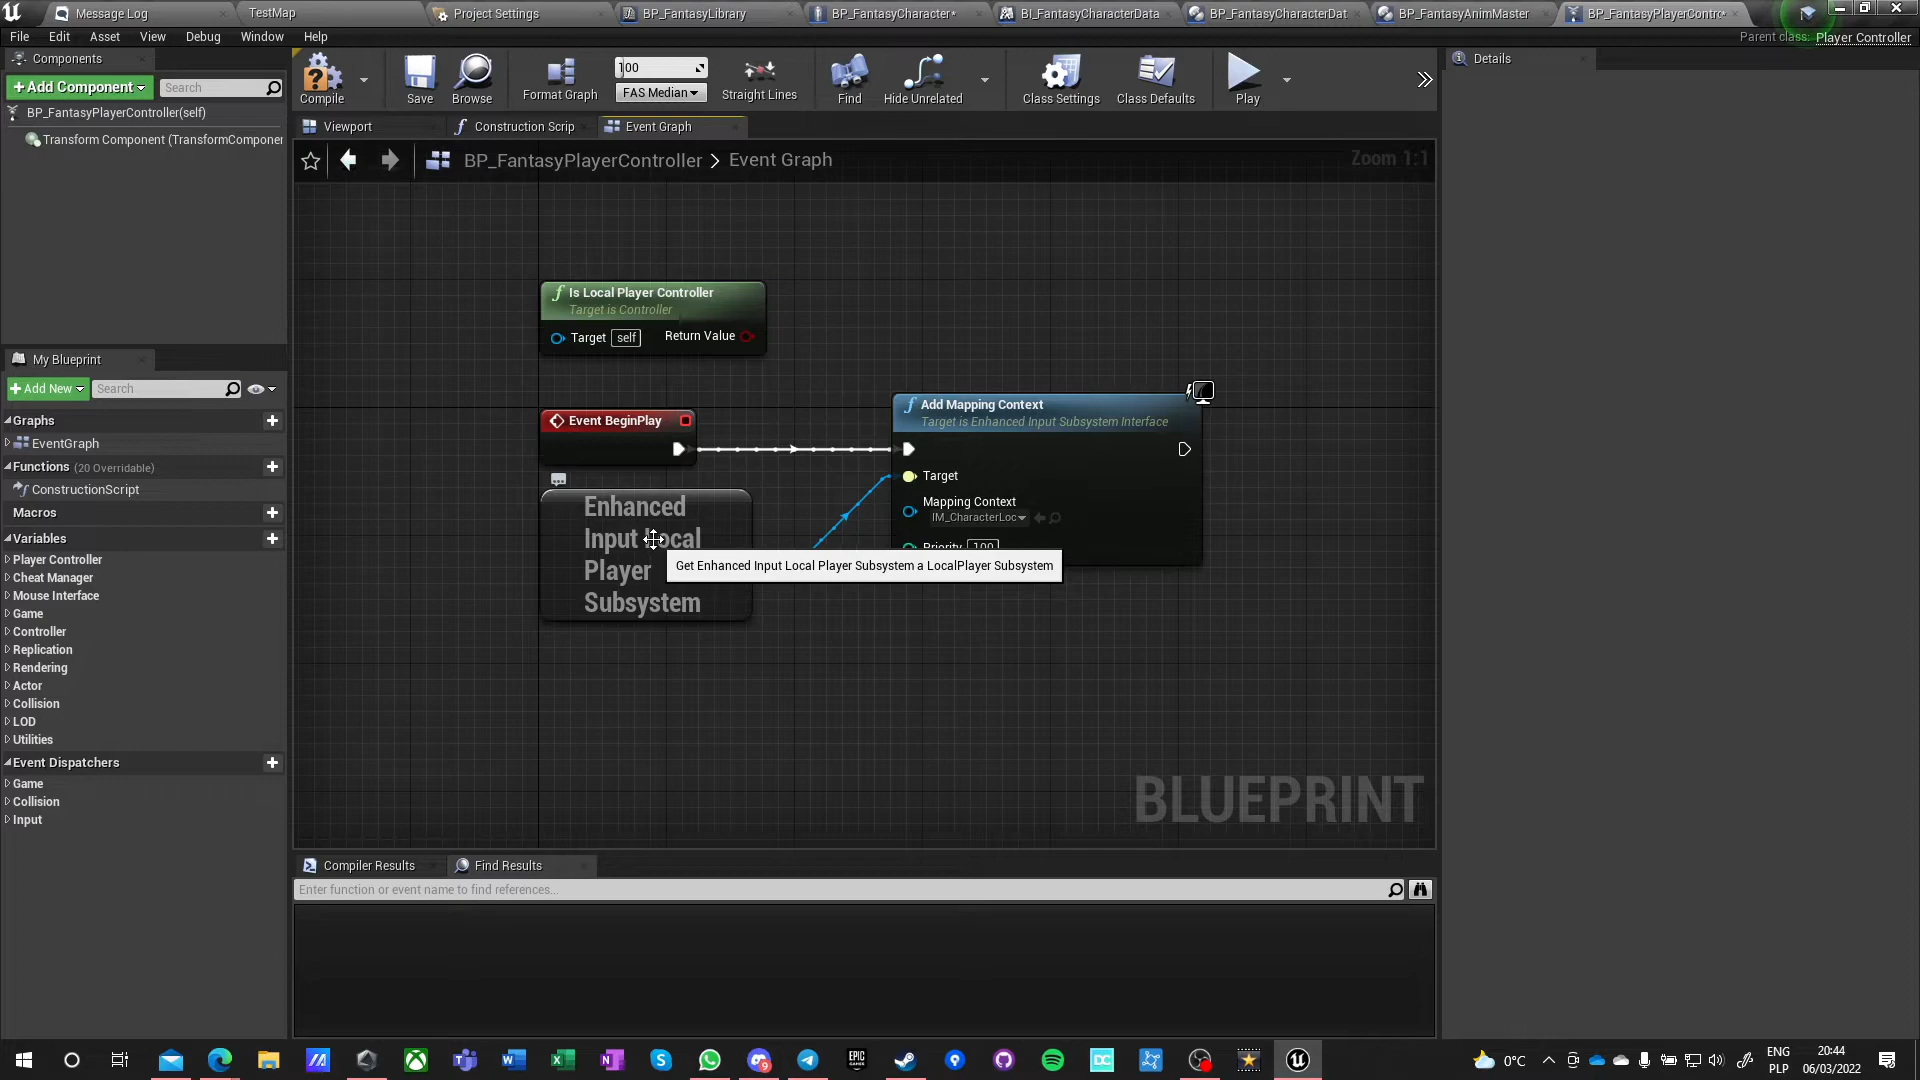 Message Log
TestMap
Project Settings
BP_FantasyLibrary
BP_FantasyCharacter*
BI_FantasyCharacterData
BP_FantasyCharacterDat
BP_FantasyAnimMaster
BP_FantasyPlayerContro*
File Edit Asset View Debug Window Help
Parent class: Player Controller
Components
+Add Component
Search
BP_FantasyPlayerController(self)
Transform Component (TransformComponen
Compile
Save
Browse
Format Graph
100
FAS Median
Straight Lines
Find
Hide Unrelated
Class Settings
Class Defaults
Play
Details
Viewport
Construction Scrip
Event Graph
BP_FantasyPlayerController > Event Graph
Zoom 1:1
My Blueprint
+Add New
Search
Graphs
EventGraph
Functions (20 Overridable)
ConstructionScript
Macros
Variables
Player Controller
Cheat Manager
Mouse Interface
Game
Controller
Replication
Rendering
Actor
Collision
LOD
Utilities
Event Dispatchers
Game
Collision
Input
Is Local Player Controller
Target is Controller
Target self
Return Value
Event BeginPlay
Add Mapping Context
Target is Enhanced Input Subsystem Interface
Target
Mapping Context
IM_CharacterLoc
Priority 100
Enhanced
Input Local
Player
Subsystem
Get Enhanced Input Local Player Subsystem a LocalPlayer Subsystem
BLUEPRINT
Compiler Results
Find Results
Enter function or event name to find references...
0°C
ENG
PLP
20:44
06/03/2022
EPIC
GAMES
DC